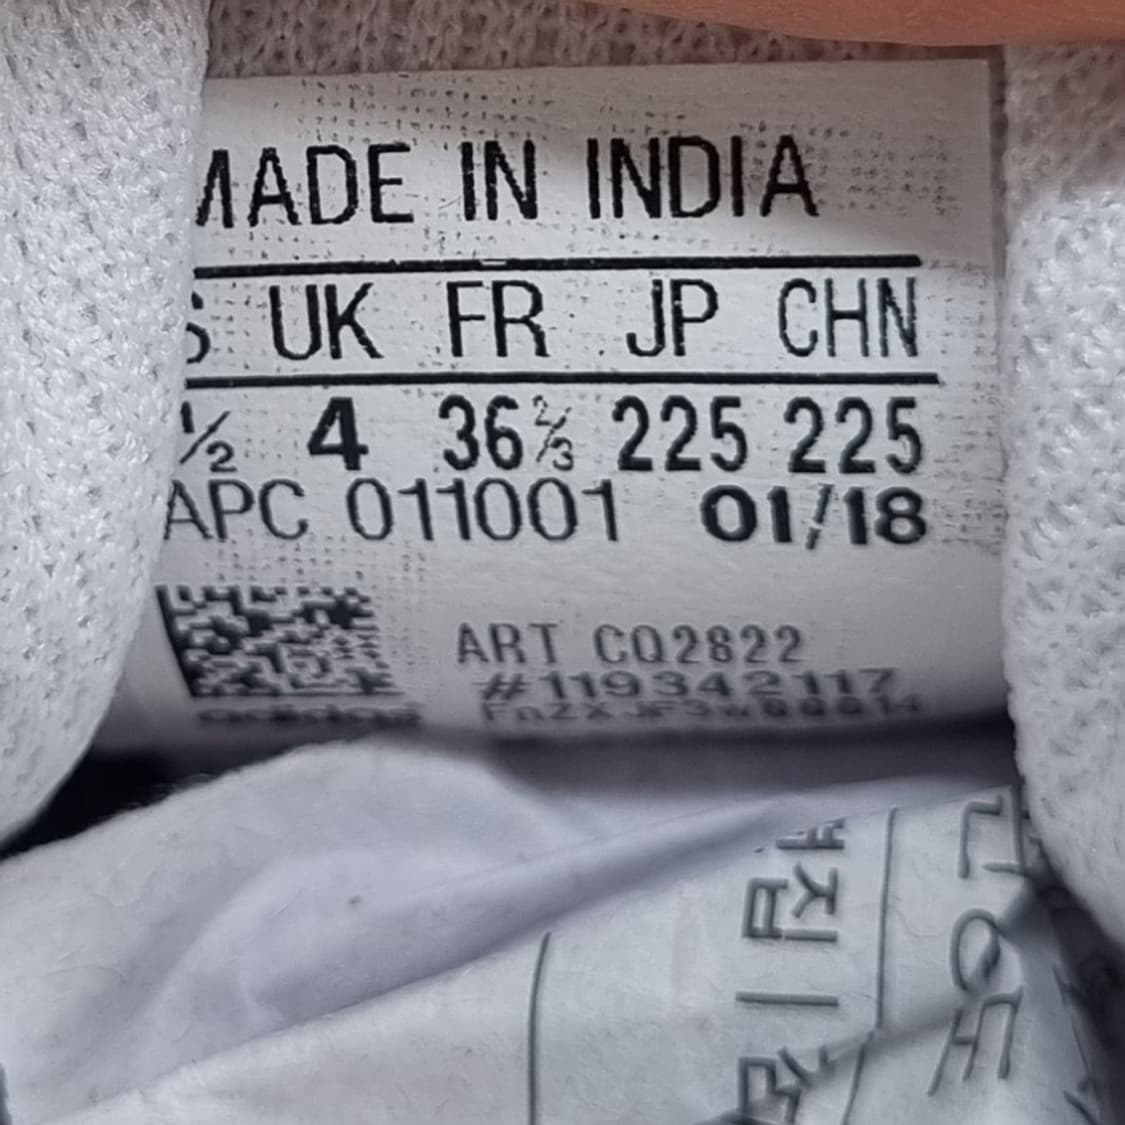 MADE IN INDIA
S UK FR JP CHN
½ 4 36⅔ 225 225
APC 011001 01/18
ART CQ2822
#119342117
adidas